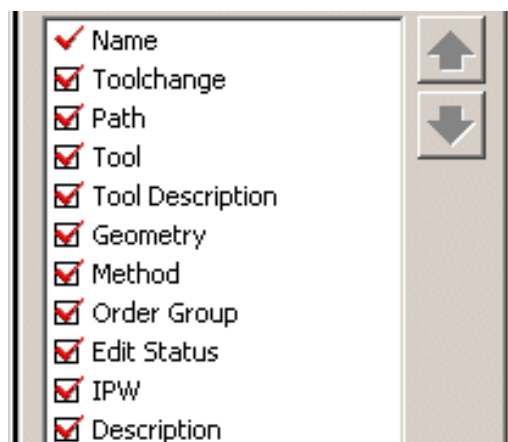 Name
Toolchange
Path
Tool
Tool Description
Geometry
Method
Order Group
Edit Status
IPW
Description